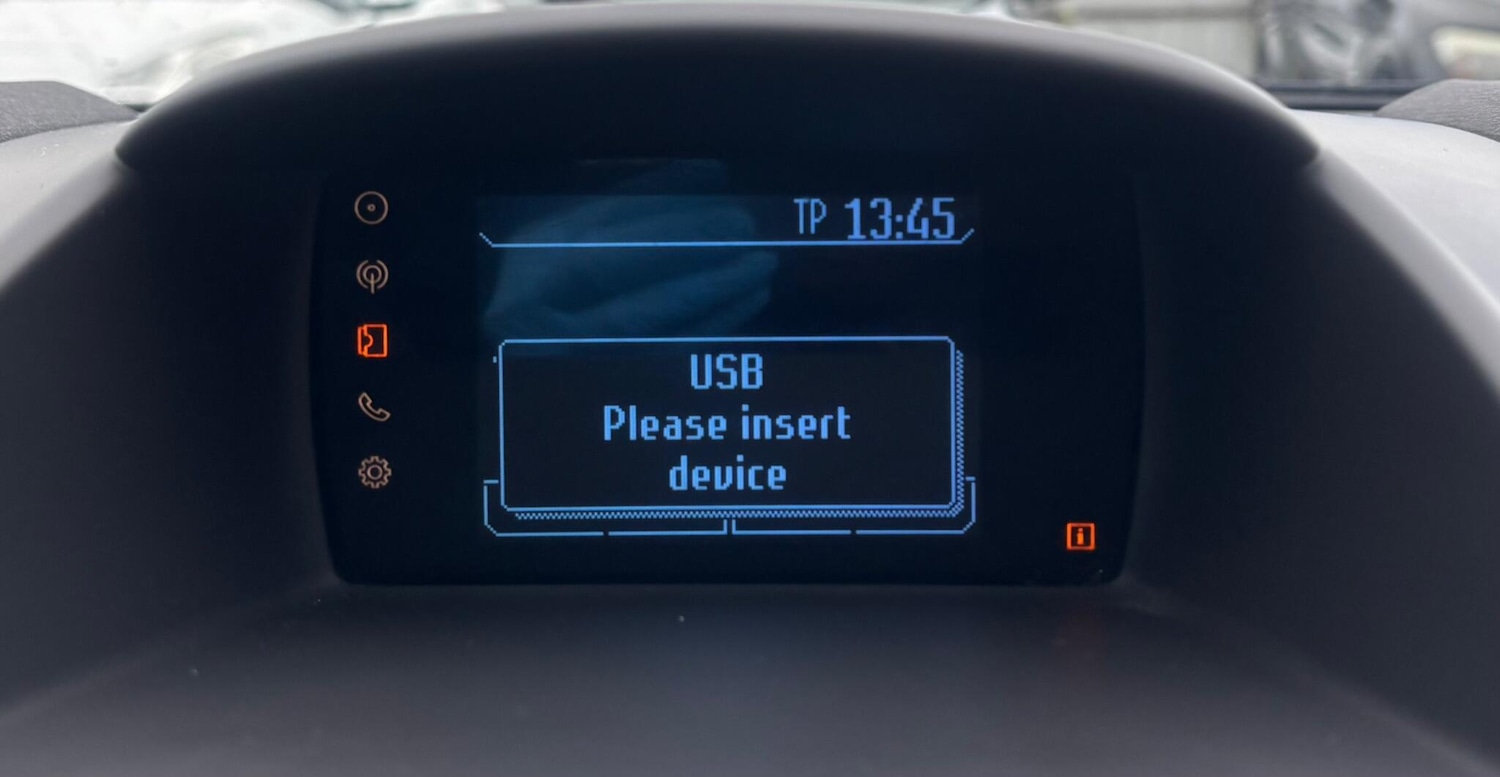 TP 13:45
USB
Please insert
device
i